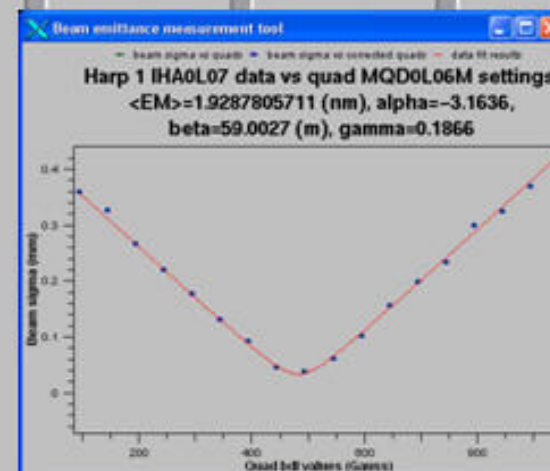 Beam emittance measurement tool
beam sigma vs quads beam sigma vs corrected quads data fit results
Harp 1 IHA0L07 data vs quad MQD0L06M settings
<EM>=1.9287805711 (nm), alpha=-3.1636,
beta=59.0027 (m), gamma=0.1866
0.4
0.3
0.2
0.1
0
Beam sigma (mm)
200 400 600 800
Quad bdl values (Gauss)